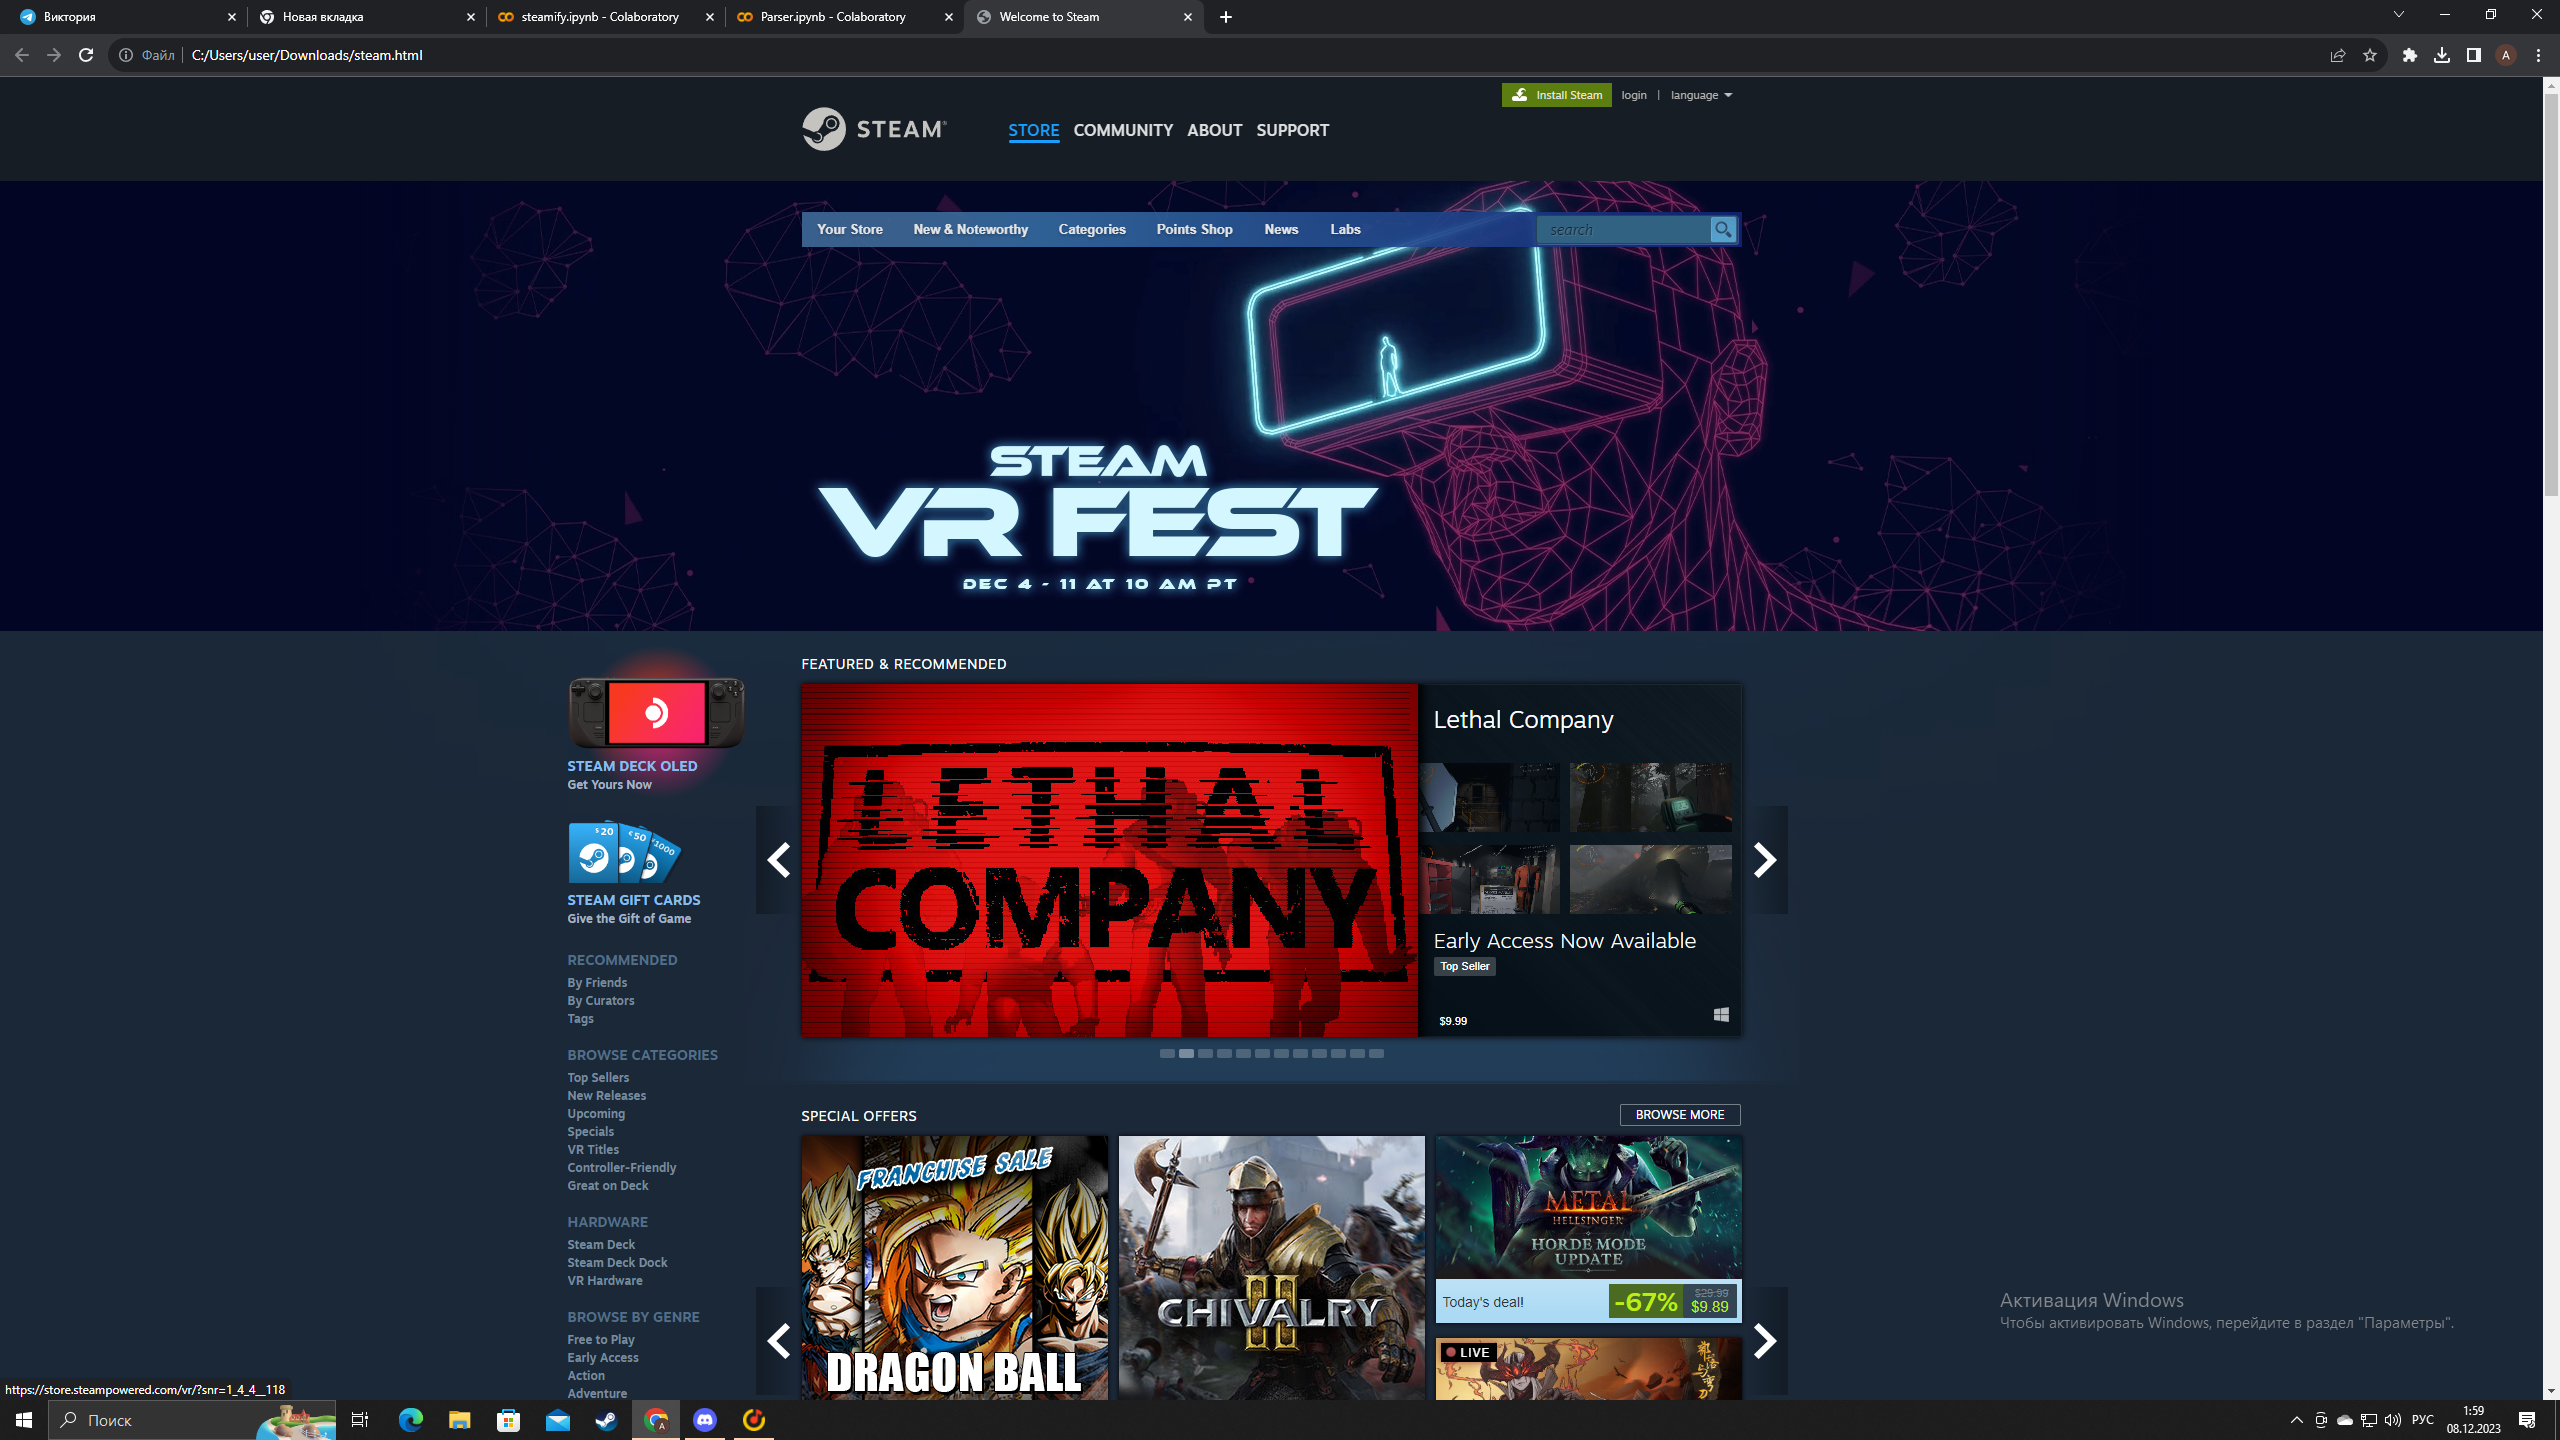 Виктория
Новая вкладка
steamify.ipynb - Colaboratory
Parser.ipynb - Colaboratory
Welcome to Steam
Файл
C:/Users/user/Downloads/steam.html
A
Install Steam
login
|
language
STEAM
STORE
COMMUNITY
ABOUT
SUPPORT
Your Store
New & Noteworthy
Categories
Points Shop
News
Labs
search
STEAM
VR FEST
DEC 4 - 11 AT 10 AM PT
STEAM DECK OLED
Get Yours Now
$20
€50
1000
STEAM GIFT CARDS
Give the Gift of Game
RECOMMENDED
By Friends
By Curators
Tags
BROWSE CATEGORIES
Top Sellers
New Releases
Upcoming
Specials
VR Titles
Controller-Friendly
Great on Deck
HARDWARE
Steam Deck
Steam Deck Dock
VR Hardware
BROWSE BY GENRE
Free to Play
Early Access
Action
Adventure
FEATURED & RECOMMENDED
LETHAL
COMPANY
Lethal Company
Early Access Now Available
Top Seller
$9.99
SPECIAL OFFERS
BROWSE MORE
FRANCHISE SALE
DRAGON BALL
CHIVALRY
II
METAL
HELLSINGER
HORDE MODE
UPDATE
Today's deal!
-67%
$29.99
$9.89
LIVE
Активация Windows
Чтобы активировать Windows, перейдите в раздел "Параметры".
https://store.steampowered.com/vr/?snr=1_4_4__118
Поиск
РУС
1:59
08.12.2023